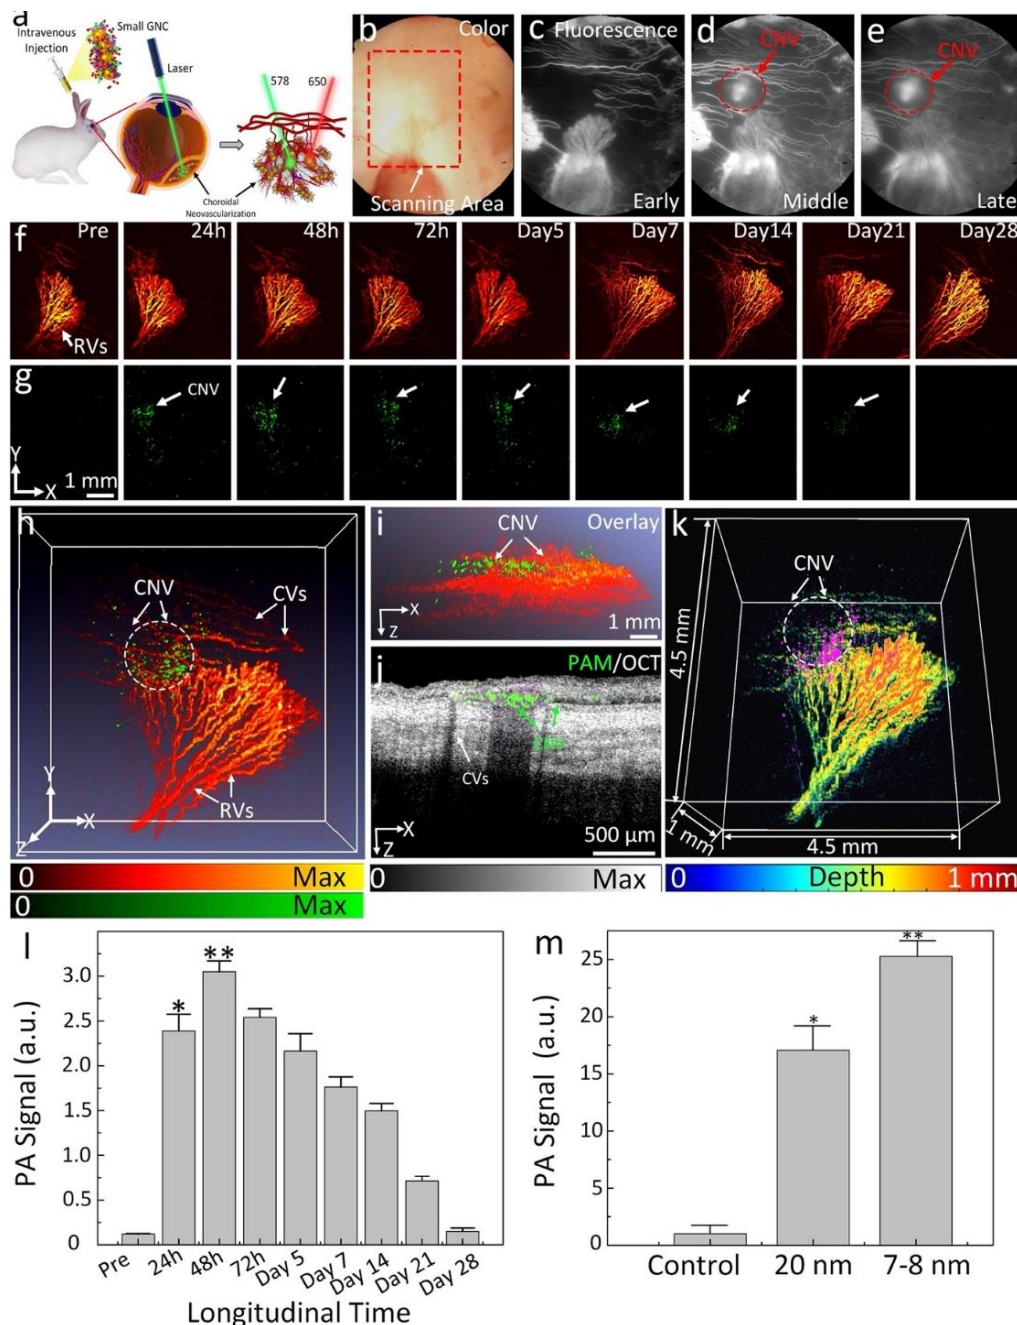 a
Intravenous
Injection
Small GNC
Laser
578
650
Choroidal
Neovascularization
b
Color
Scanning Area
c
Fluorescence
Early
d
CNV
Middle
e
CNV
Late
f
Pre
24h
48h
72h
Day5
Day7
Day14
Day21
Day28
RVs
g
CNV
Y
X
1 mm
h
CNV
CVs
RVs
Y
X
Z
i
CNV
Overlay
X
Z
1 mm
j
PAM/OCT
CVs
X
Z
500 µm
k
CNV
4.5 mm
1 mm
4.5 mm
0 Max
0 Max
0 Max
0 Depth 1 mm
l
PA Signal (a.u.)
3.0
2.5
2.0
1.5
1.0
0.5
0
*
**
Pre
24h
48h
72h
Day 5
Day 7
Day 14
Day 21
Day 28
Longitudinal Time
m
PA Signal (a.u.)
25
20
15
10
5
0
*
**
Control
20 nm
7-8 nm